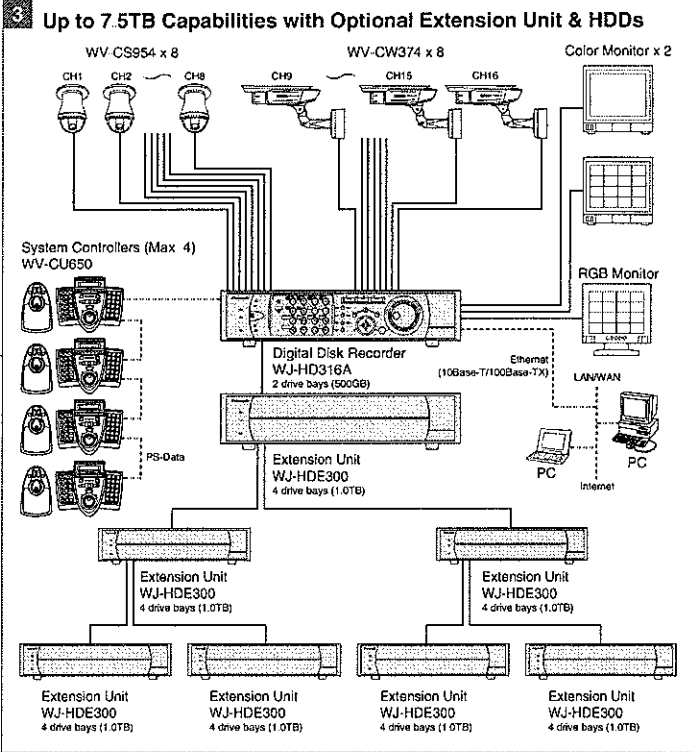 3 Up to 7.5TB Capabilities with Optional Extension Unit & HDDs
WV-CS954 x 8
WV-CW374 x 8
Color Monitor x 2
CH1
CH2
CH8
CH9
CH15
CH16
System Controllers (Max 4)
WV-CU650
RGB Monitor
Digital Disk Recorder
WJ-HD316A
2 drive bays (500GB)
Ethernet
(10Base-T/100Base-TX)
LAN/WAN
PS-Data
Extension Unit
WJ-HDE300
4 drive bays (1.0TB)
PC
PC
Internet
Extension Unit
WJ-HDE300
4 drive bays (1.0TB)
Extension Unit
WJ-HDE300
4 drive bays (1.0TB)
Extension Unit
WJ-HDE300
4 drive bays (1.0TB)
Extension Unit
WJ-HDE300
4 drive bays (1.0TB)
Extension Unit
WJ-HDE300
4 drive bays (1.0TB)
Extension Unit
WJ-HDE300
4 drive bays (1.0TB)